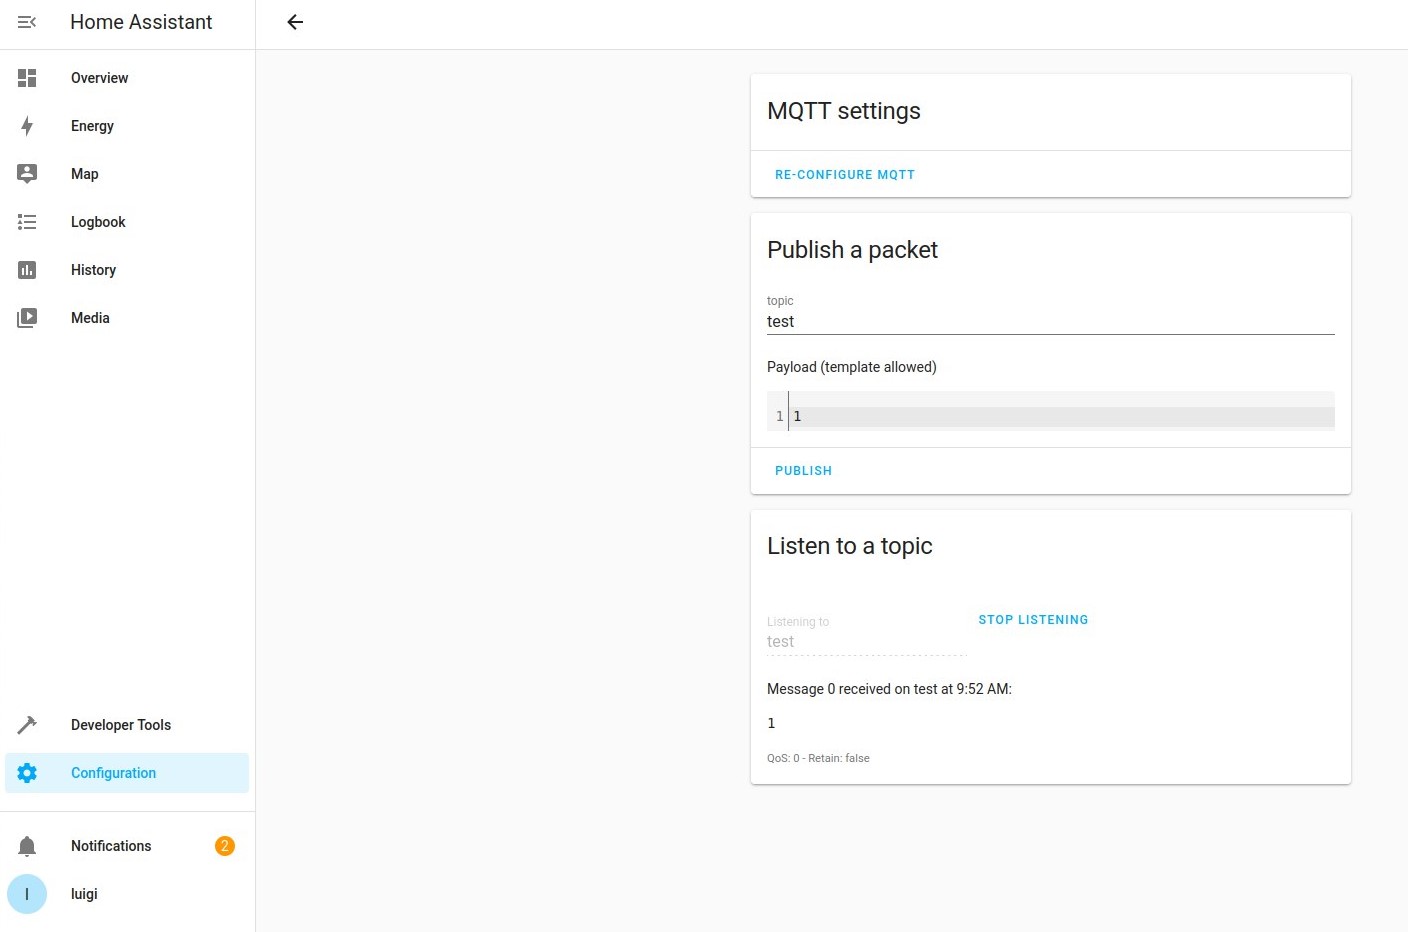 Home Assistant
Overview
Energy
Map
Logbook
History
Media
Developer Tools
Configuration
Notifications 2
l luigi
MQTT settings
RE-CONFIGURE MQTT
Publish a packet
topic
test
Payload (template allowed)
1 1
PUBLISH
Listen to a topic
Listening to
test
STOP LISTENING
Message 0 received on test at 9:52 AM:
1
QoS: 0 - Retain: false